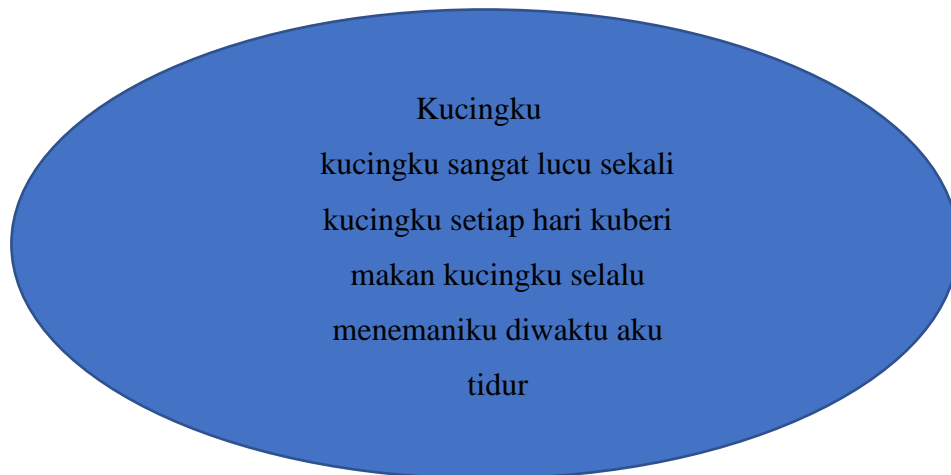 Kucingku
kucingku sangat lucu sekali
kucingku setiap hari kuberi
makan kucingku selalu
menemaniku diwaktu aku
tidur